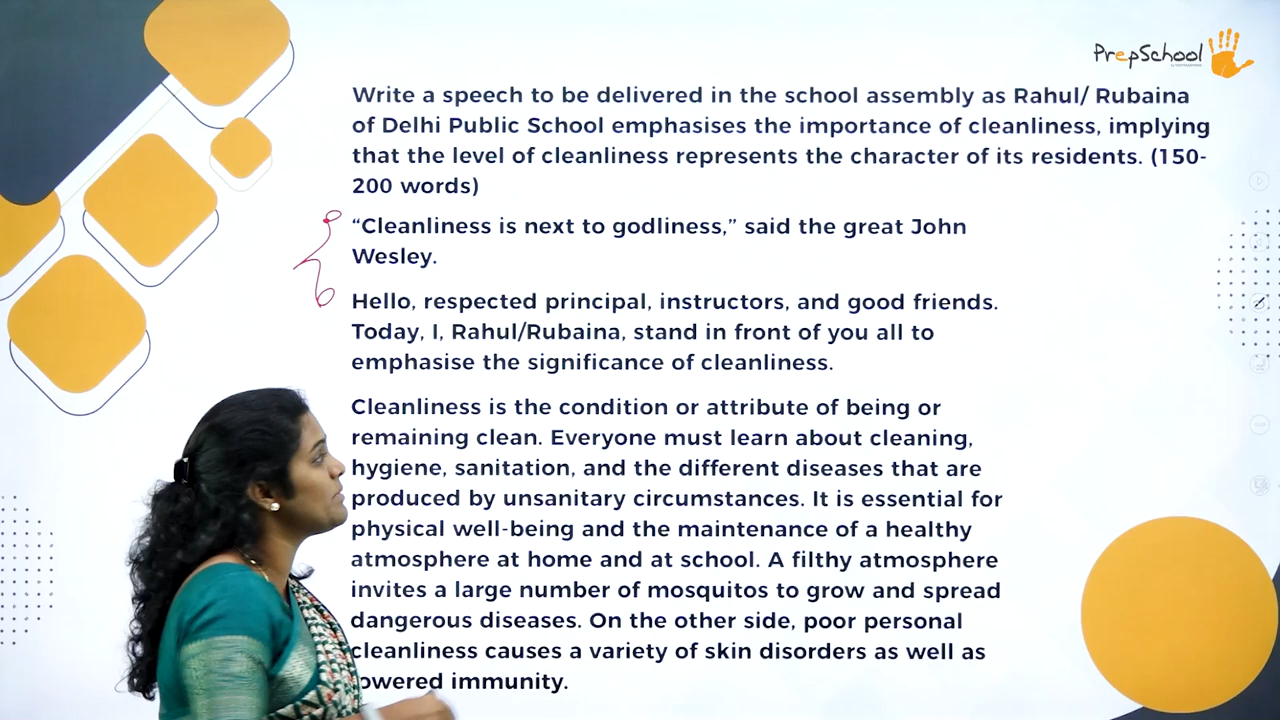 PrepSchool
Write a speech to be delivered in the school assembly as Rahul/ Rubaina
of Delhi Public School emphasises the importance of cleanliness, implying
that the level of cleanliness represents the character of its residents. (150-
200 words)
“Cleanliness is next to godliness,” said the great John
Wesley.
Hello, respected principal, instructors, and good friends.
Today, I, Rahul/Rubaina, stand in front of you all to
emphasise the significance of cleanliness.
Cleanliness is the condition or attribute of being or
remaining clean. Everyone must learn about cleaning,
hygiene, sanitation, and the different diseases that are
produced by unsanitary circumstances. It is essential for
physical well-being and the maintenance of a healthy
atmosphere at home and at school. A filthy atmosphere
invites a large number of mosquitos to grow and spread
dangerous diseases. On the other side, poor personal
cleanliness causes a variety of skin disorders as well as
owered immunity.